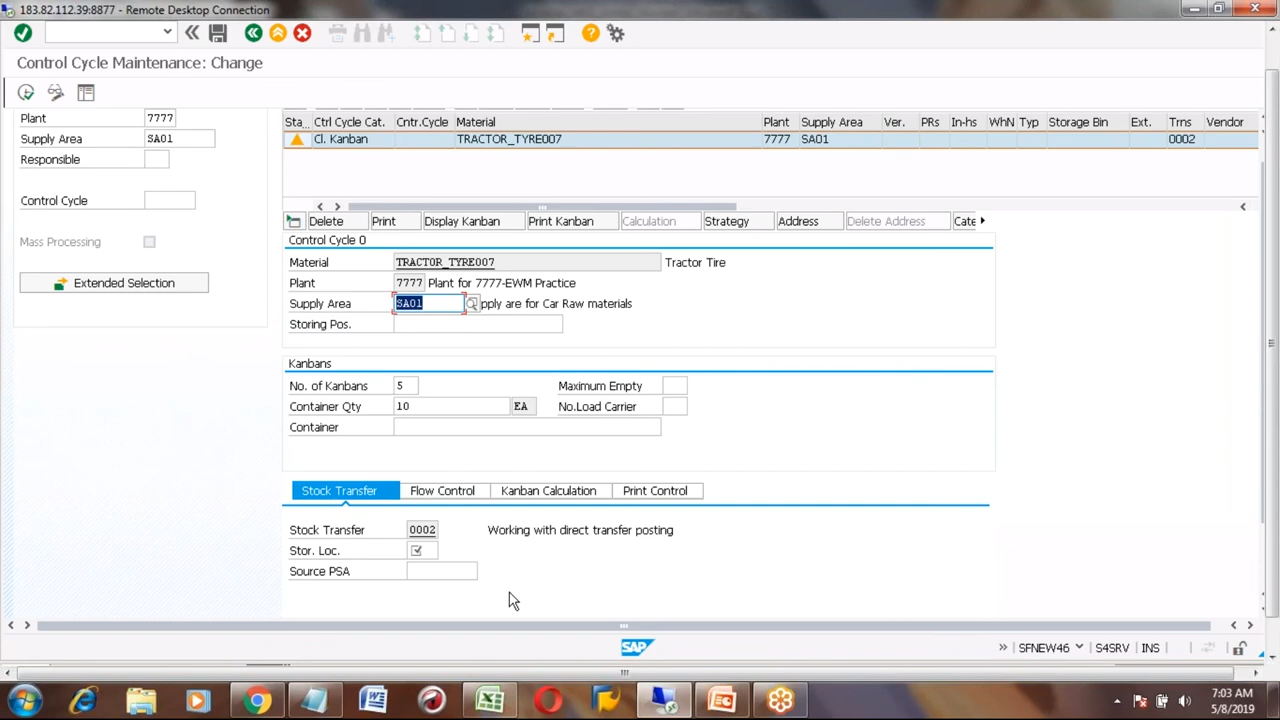 183.82.112.39:8877 - Remote Desktop Connection
Control Cycle Maintenance: Change
Plant 7777
Supply Area SA01
Responsible
Control Cycle
Mass Processing
Extended Selection
Sta... Ctrl Cycle Cat. Cntr.Cycle Material Plant Supply Area Ver. PRs In-hs WhN Typ Storage Bin Ext. Trns Vendor
Cl. Kanban TRACTOR_TYRE007 7777 SA01 0002
Delete Print Display Kanban Print Kanban Calculation Strategy Address Delete Address Cate
Control Cycle 0
Material TRACTOR_TYRE007 Tractor Tire
Plant 7777 Plant for 7777-EWM Practice
Supply Area SA01 pply are for Car Raw materials
Storing Pos.
Kanbans
No. of Kanbans 5 Maximum Empty
Container Qty 10 EA No.Load Carrier
Container
Stock Transfer Flow Control Kanban Calculation Print Control
Stock Transfer 0002 Working with direct transfer posting
Stor. Loc.
Source PSA
SAP
SFNEW46 S4SRV INS
7:03 AM
5/8/2019